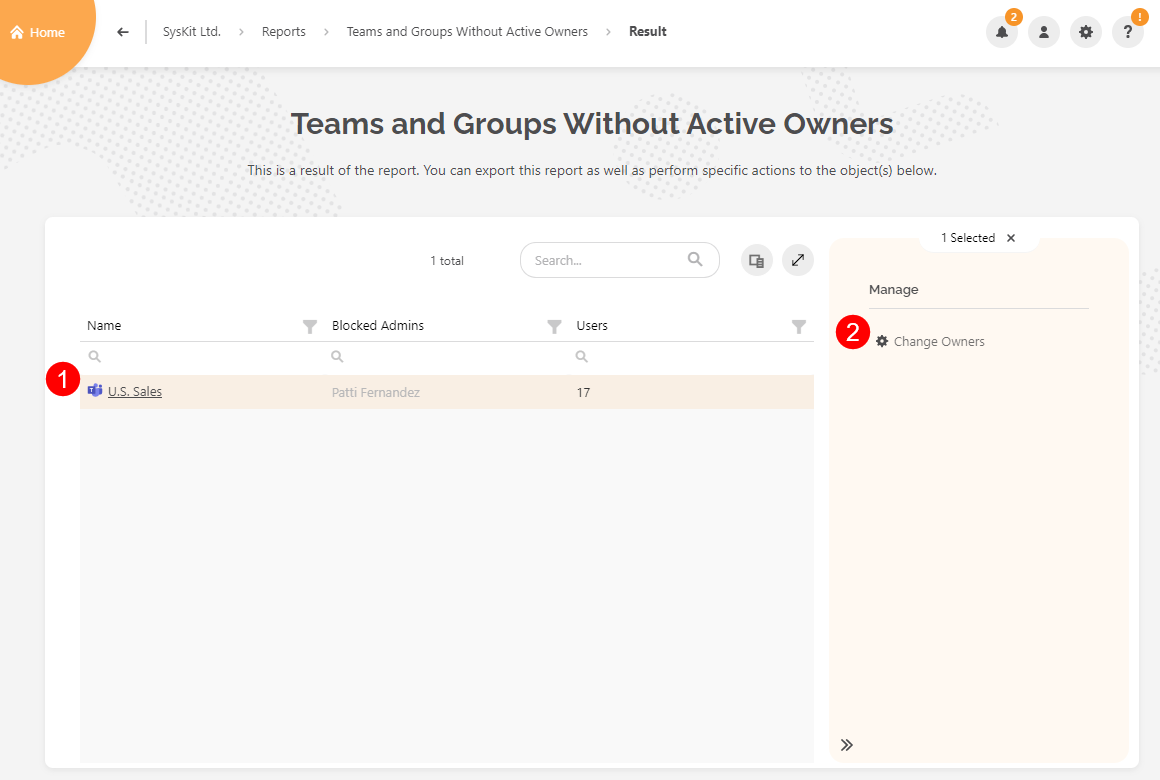 Home
SysKit Ltd. > Reports > Teams and Groups Without Active Owners > Result
2
!
?
Teams and Groups Without Active Owners
This is a result of the report. You can export this report as well as perform specific actions to the object(s) below.
1 total
Search...
1 Selected
Manage
Name
Blocked Admins
Users
2
Change Owners
1
U.S. Sales
Patti Fernandez
17